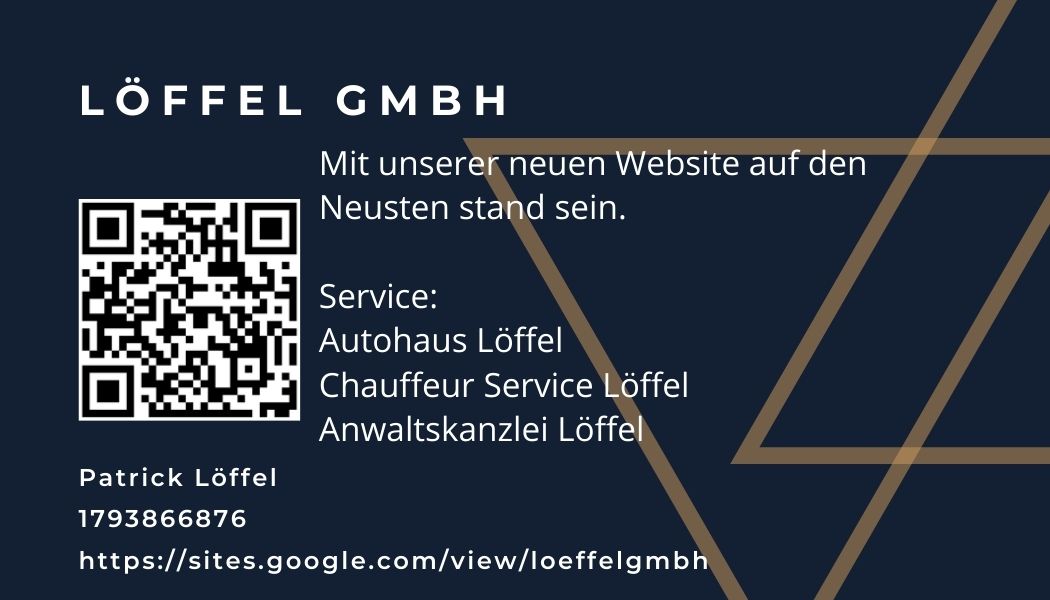 LÖFFEL GMBH
Mit unserer neuen Website auf den
Neusten stand sein.
Service:
Autohaus Löffel
Chauffeur Service Löffel
Anwaltskanzlei Löffel
Patrick Löffel
1793866876
https://sites.google.com/view/loeffelgmbh